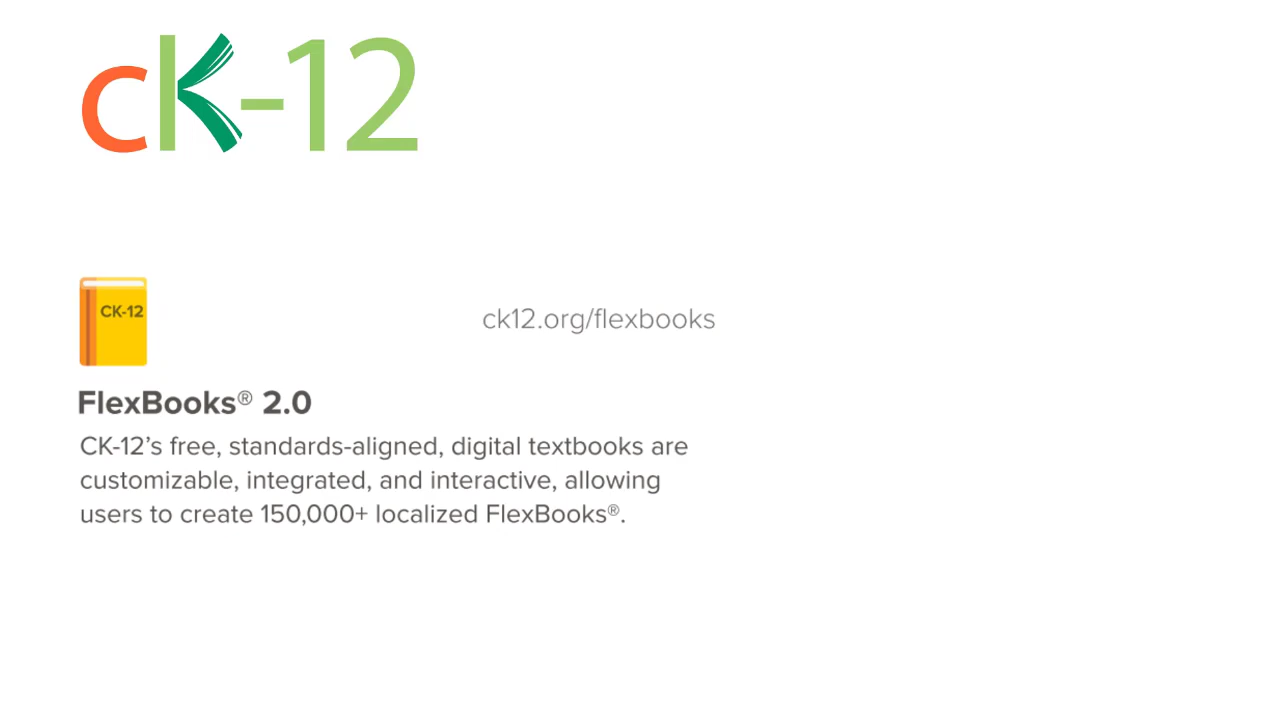 cK-12
CK-12
ck12.org/flexbooks
FlexBooks® 2.0
CK-12’s free, standards-aligned, digital textbooks are
customizable, integrated, and interactive, allowing
users to create 150,000+ localized FlexBooks®.